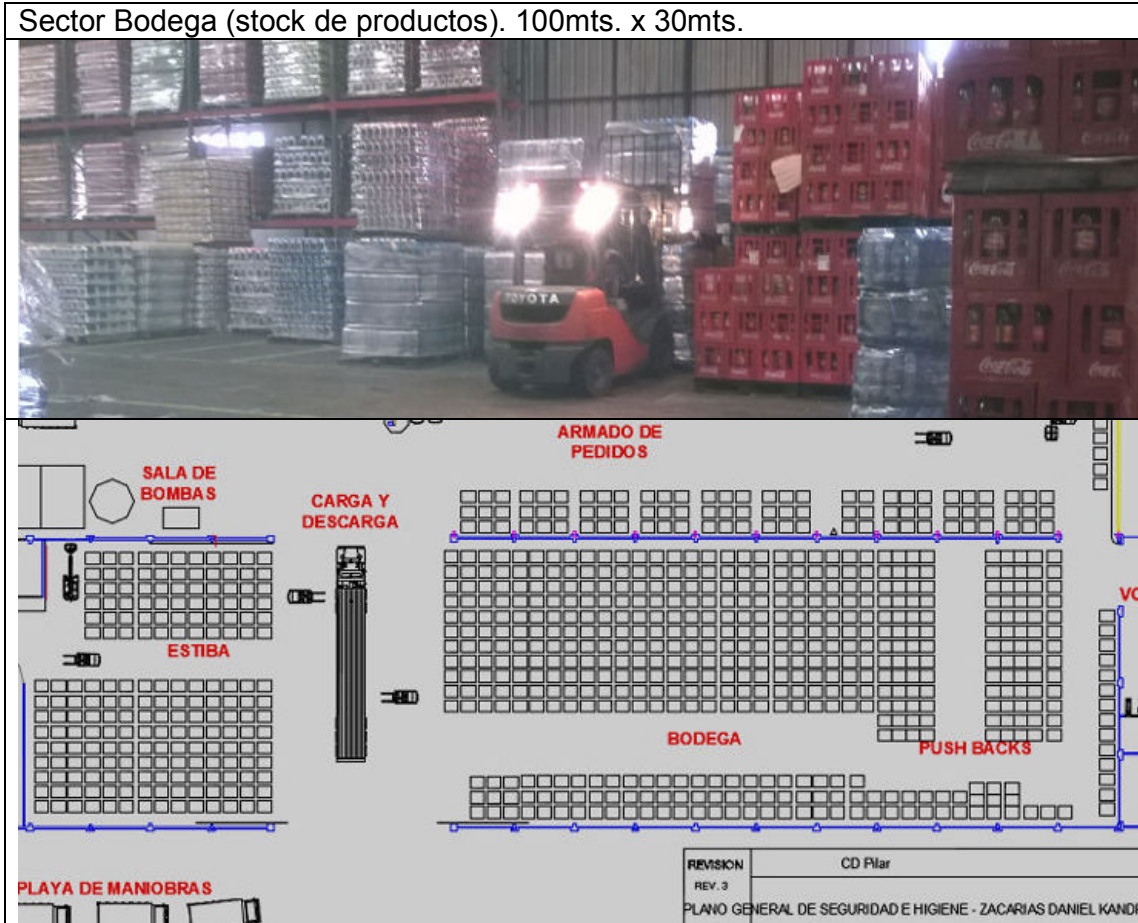 Sector Bodega (stock de productos). 100mts. x 30mts.
TOYOTA
Coca-Cola
Coca-Cola
Coca-Cola
ARMADO DE
PEDIDOS
SALA DE
BOMBAS
CARGA Y
DESCARGA
ESTIBA
BODEGA
PUSH BACKS
PLAYA DE MANIOBRAS
REVISION
CD Pilar
REV. 3
PLANO GENERAL DE SEGURIDAD E HIGIENE - ZACARIAS DANIEL